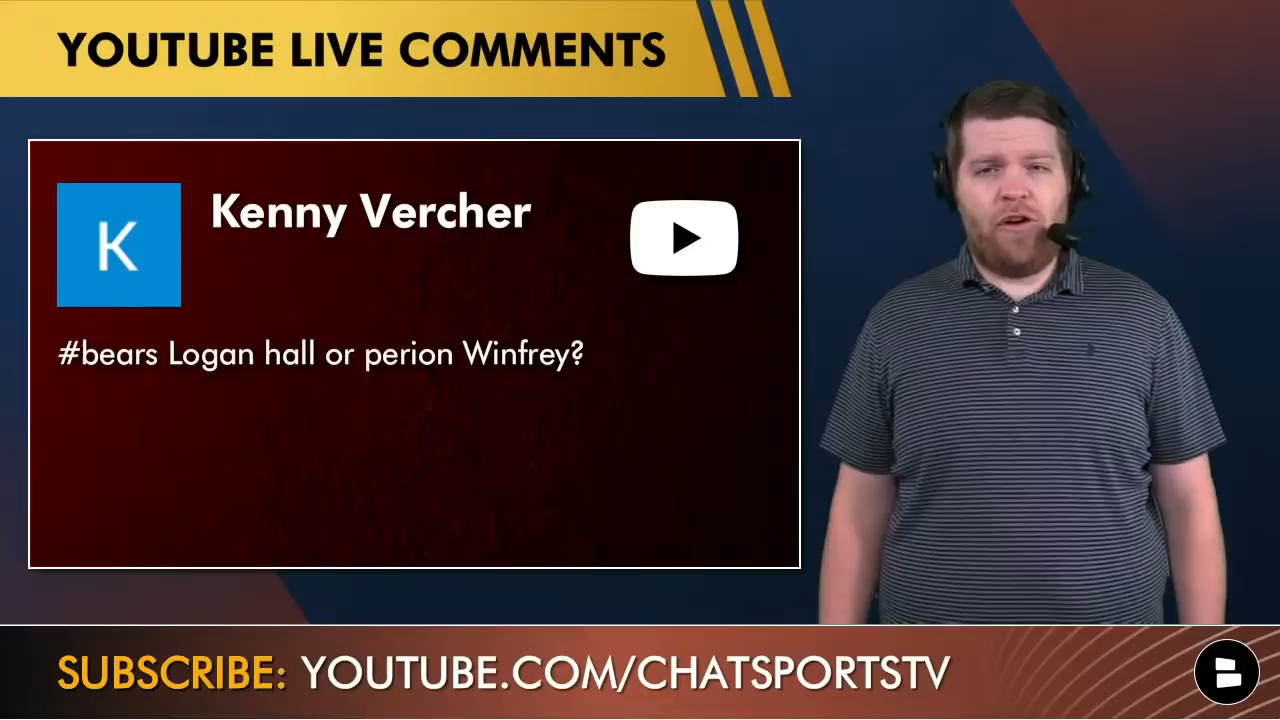 YOUTUBE LIVE COMMENTS
K
Kenny Vercher
#bears Logan hall or perion Winfrey?
SUBSCRIBE: YOUTUBE.COM/CHATSPORTSTV